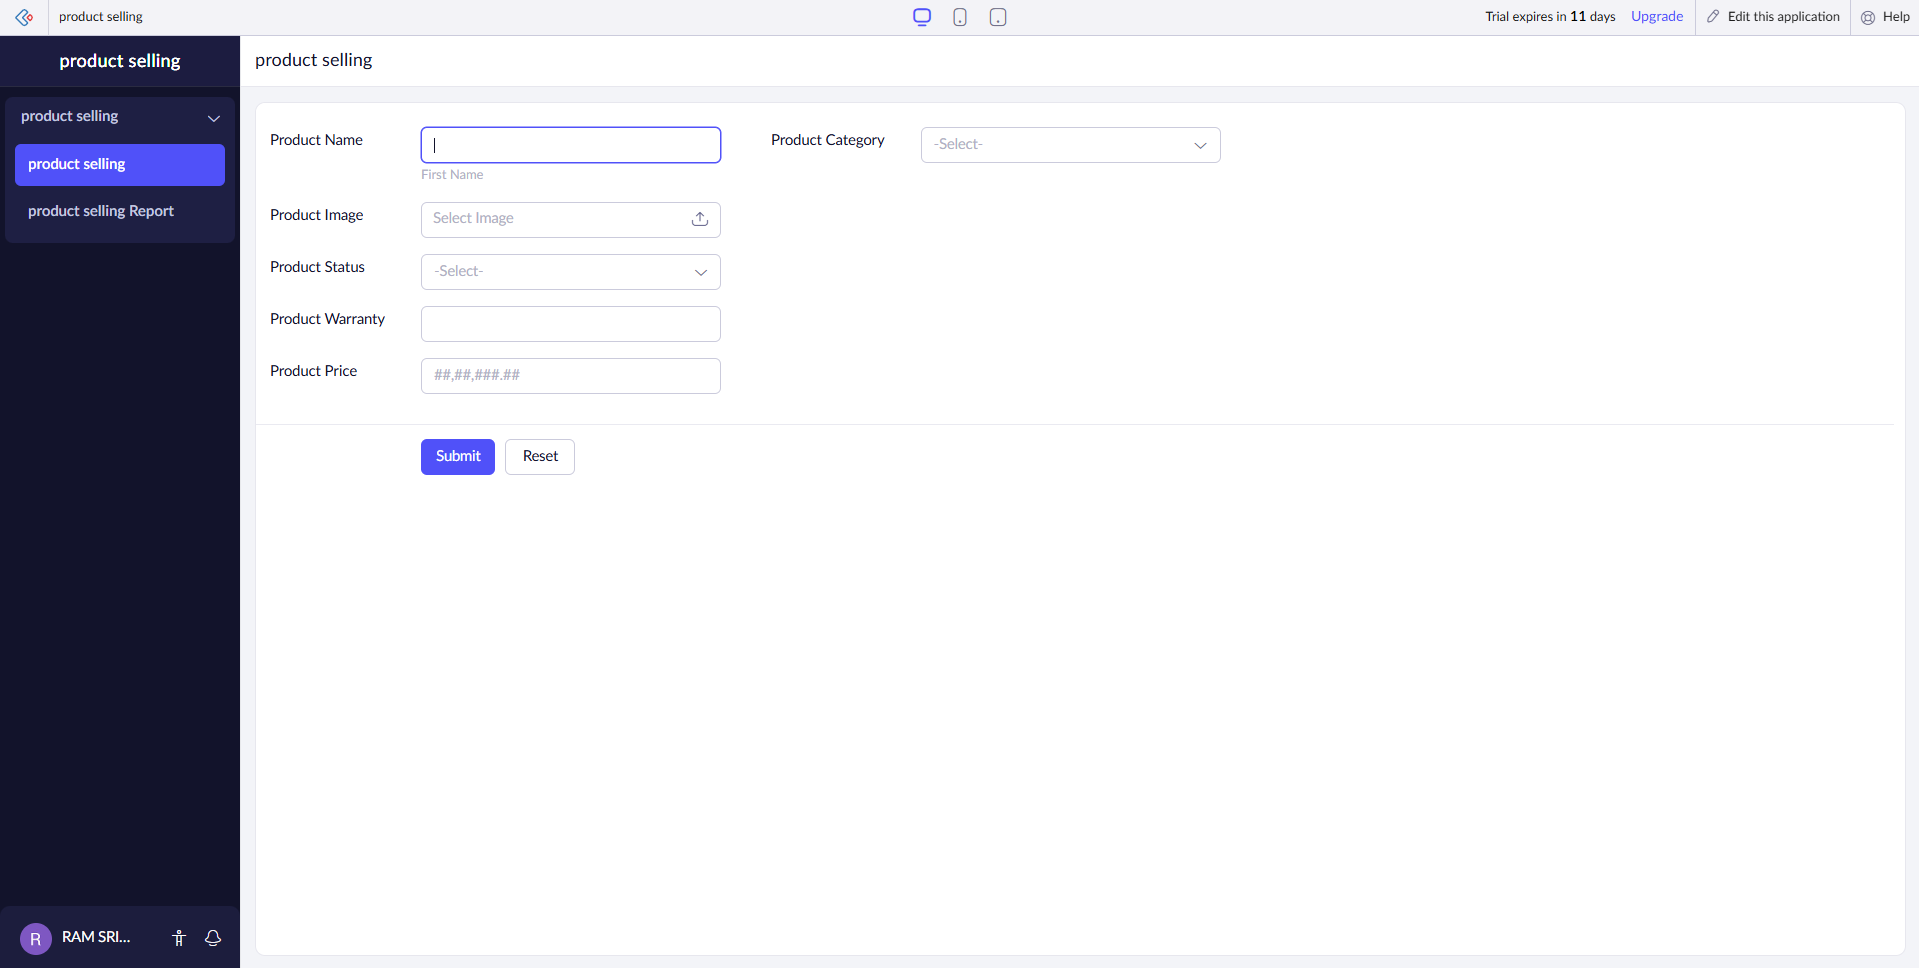 product selling
Trial expires in 11 days
Upgrade
Edit this application
Help
product selling
product selling
product selling
product selling
product selling Report
Product Name
First Name
Product Category
-Select-
Product Image
Select Image
Product Status
-Select-
Product Warranty
Product Price
##,##,###.##
Submit
Reset
R
RAM SRI...